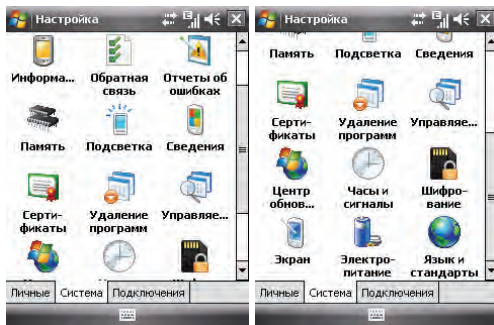 Настройка
Информа... Обратная связь Отчеты об ошибках
Память Подсветка Сведения
Серти-фикаты Удаление программ Управляе...
Личные Система Подключения
Настройка
Память Подсветка Сведения
Серти-фикаты Удаление программ Управляе...
Центр обнов... Часы и сигналы Шифро-вание
Экран Электро-питание Язык и стандарты
Личные Система Подключения